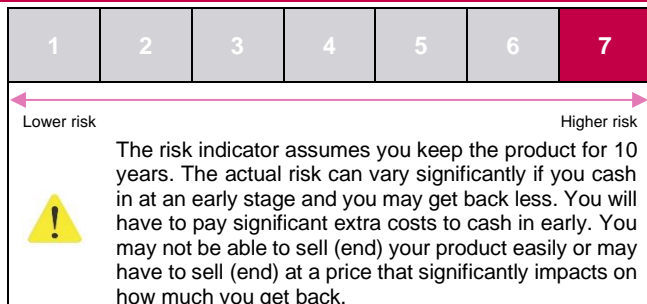 1 2 3 4 5 6 7
Lower risk Higher risk
The risk indicator assumes you keep the product for 10
years. The actual risk can vary significantly if you cash
in at an early stage and you may get back less. You will
have to pay significant extra costs to cash in early. You
may not be able to sell (end) your product easily or may
have to sell (end) at a price that significantly impacts on
how much you get back.